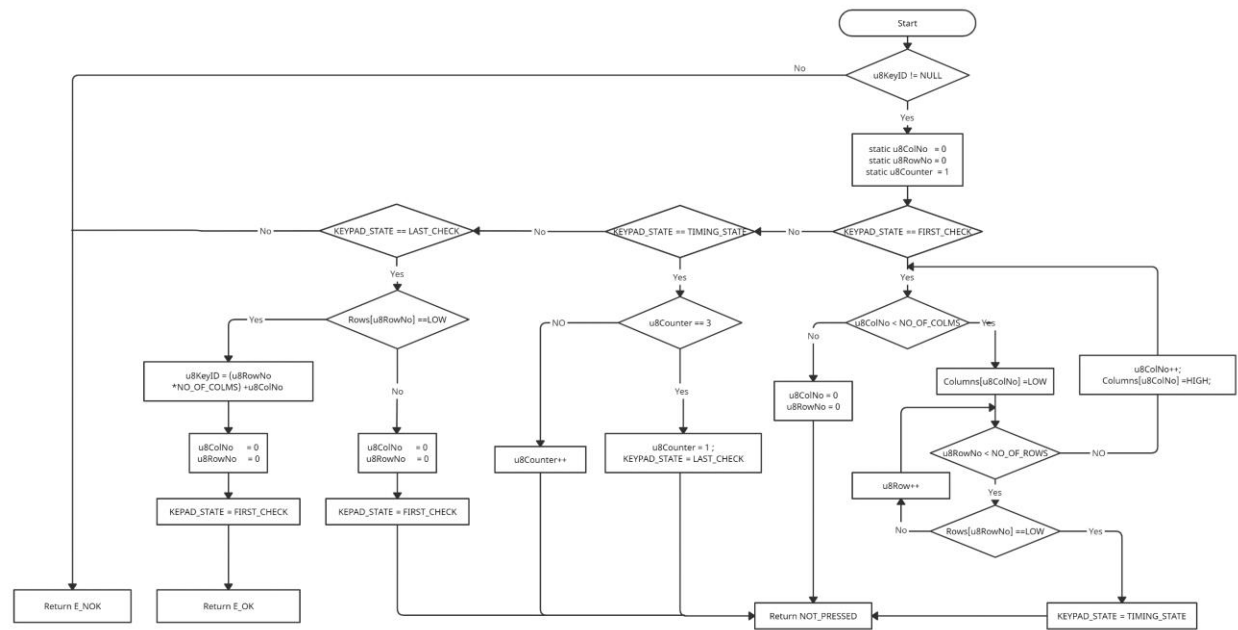 Start
No
u8KeyID != NULL
Yes
static u8ColNo = 0
static u8RowNo = 0
static u8Counter = 1
No
KEYPAD_STATE == LAST_CHECK
No
KEYPAD_STATE == TIMING_STATE
No
KEYPAD_STATE == FIRST_CHECK
Yes
Yes
Yes
Yes
Rows[u8RowNo] ==LOW
NO
u8Counter == 3
u8ColNo < NO_OF_COLMS
Yes
No
u8KeyID = (u8RowNo
*NO_OF_COLMS) +u8ColNo
No
Yes
u8ColNo = 0
u8RowNo = 0
Columns[u8ColNo] =LOW
u8ColNo++;
Columns[u8ColNo] =HIGH;
u8ColNo = 0
u8RowNo = 0
u8ColNo = 0
u8RowNo = 0
u8Counter++
u8Counter = 1 ;
KEYPAD_STATE = LAST_CHECK
u8RowNo < NO_OF_ROWS
NO
u8Row++
Yes
KEPAD_STATE = FIRST_CHECK
KEPAD_STATE = FIRST_CHECK
No
Rows[u8RowNo] ==LOW
Yes
Return E_NOK
Return E_OK
Return NOT_PRESSED
KEYPAD_STATE = TIMING_STATE